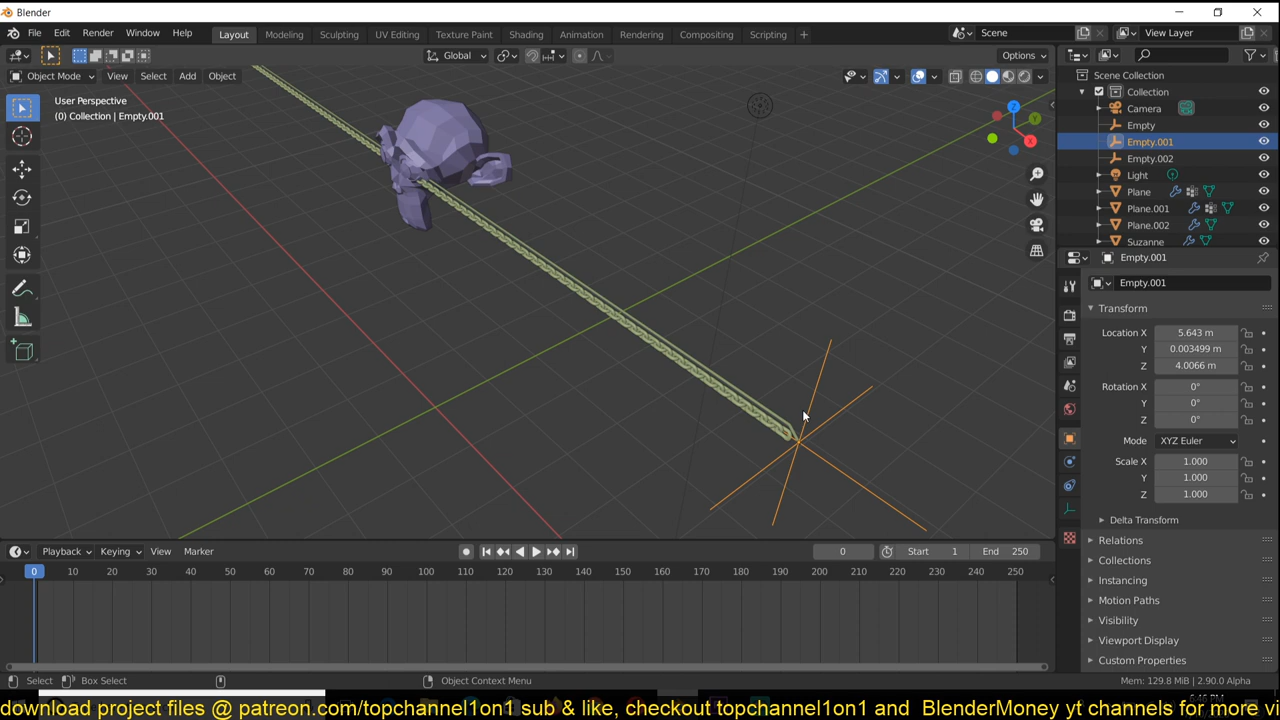 Blender
File Edit Render Window Help Layout Modeling Sculpting UV Editing Texture Paint Shading Animation Rendering Compositing Scripting + Scene View Layer
Global Options
Object Mode View Select Add Object
User Perspective
(0) Collection | Empty.001
Z
Y
X
Scene Collection
Collection
Camera
Empty
Empty.001
Empty.002
Light
Plane
Plane.001
Plane.002
Suzanne
Empty.001
Empty.001
Transform
Location X 5.643 m
Y 0.003499 m
Z 4.0066 m
Rotation X 0°
Y 0°
Z 0°
Mode XYZ Euler
Scale X 1.000
Y 1.000
Z 1.000
Delta Transform
Relations
Collections
Instancing
Motion Paths
Visibility
Viewport Display
Custom Properties
Playback Keying View Marker 0 Start 1 End 250
0 10 20 30 40 50 60 70 80 90 100 110 120 130 140 150 160 170 180 190 200 210 220 230 240 250
Select Box Select Object Context Menu Mem: 129.8 MiB | 2.90.0 Alpha
download project files @ patreon.com/topchannel1on1 sub & like, checkout topchannel1on1 and BlenderMoney yt channels for more vi